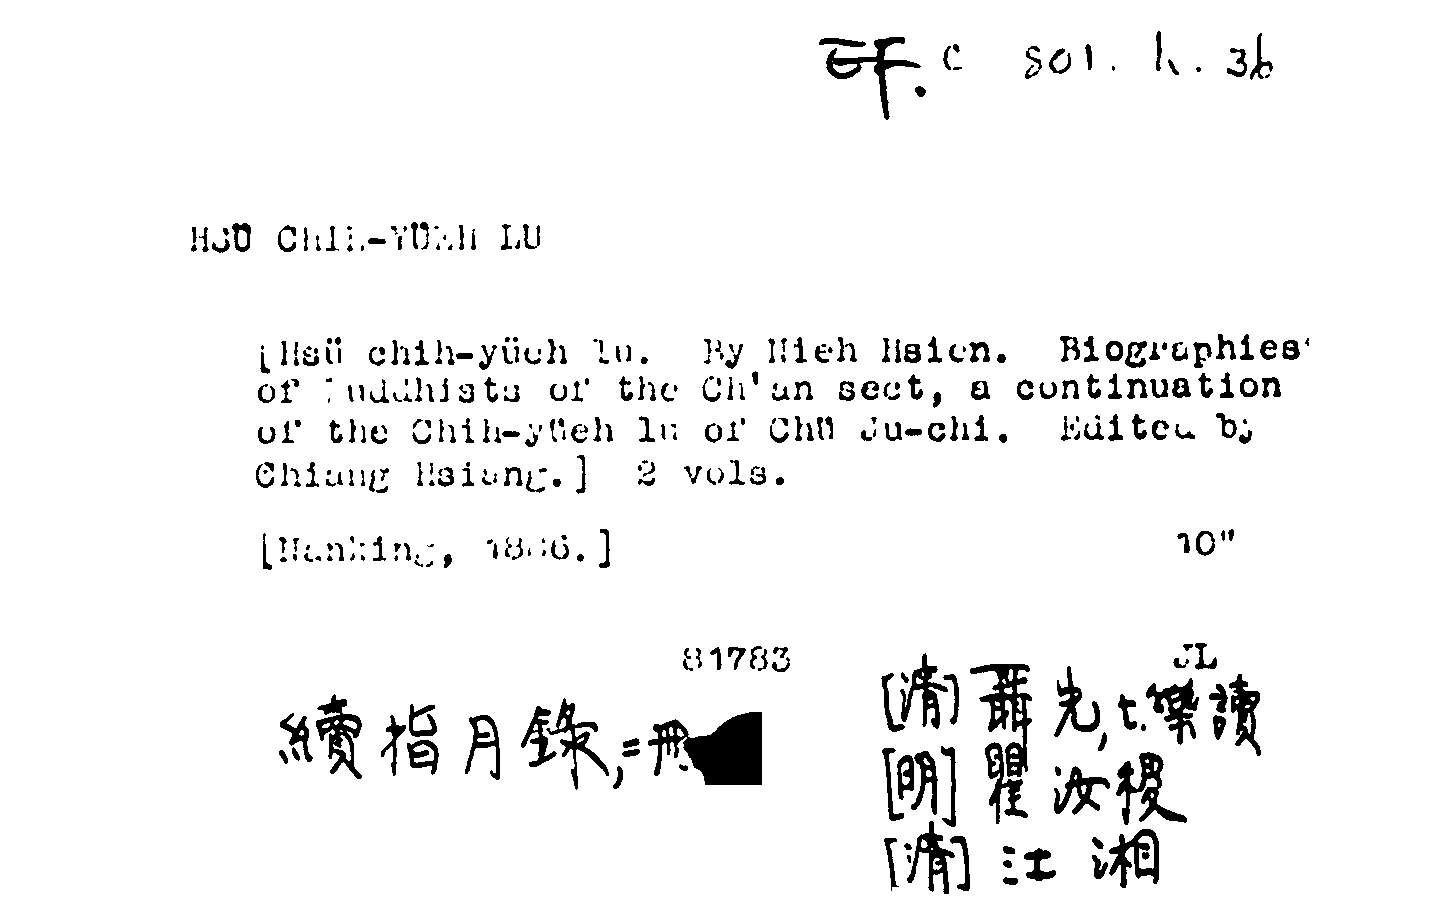 EF. C 801. h. 36
HSÜ CHIH-YÜEH LU
[Hsü chih-yüeh lu. By Nieh Hsien. Biographies
of Buddhists of the Ch'an sect, a continuation
of the Chih-yüeh lu of Chü Ju-chi. Edited by
Chiang Hsiang.] 2 vols.
[Nanking, 1886.] 10"
81783 JL
續指月錄,二冊
[清] 聶先, t. 樂讀
[明] 瞿汝稷
[清] 江湘